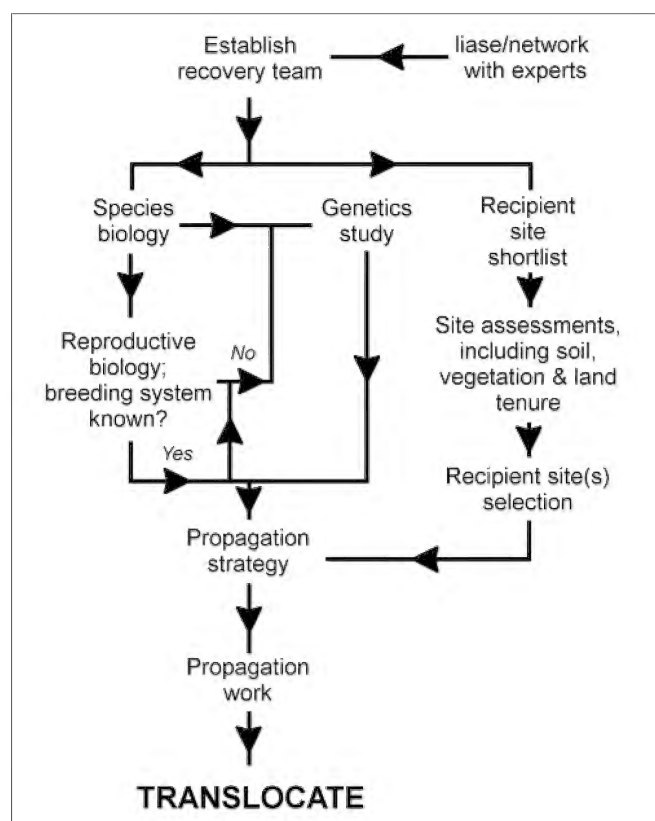 Establish
recovery team
liase/network
with experts
Species
biology
Genetics
study
Recipient
site
shortlist
Reproductive
biology;
breeding system
known?
No
Yes
Site assessments,
including soil,
vegetation & land
tenure
Recipient site(s)
selection
Propagation
strategy
Propagation
work
TRANSLOCATE